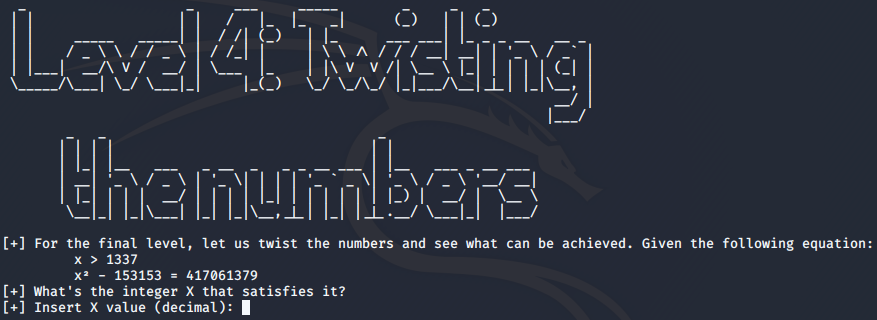 Level 4: Twisting
the numbers
[+] For the final level, let us twist the numbers and see what can be achieved. Given the following equation:
x > 1337
x² - 153153 = 417061379
[+] What's the integer X that satisfies it?
[+] Insert X value (decimal):